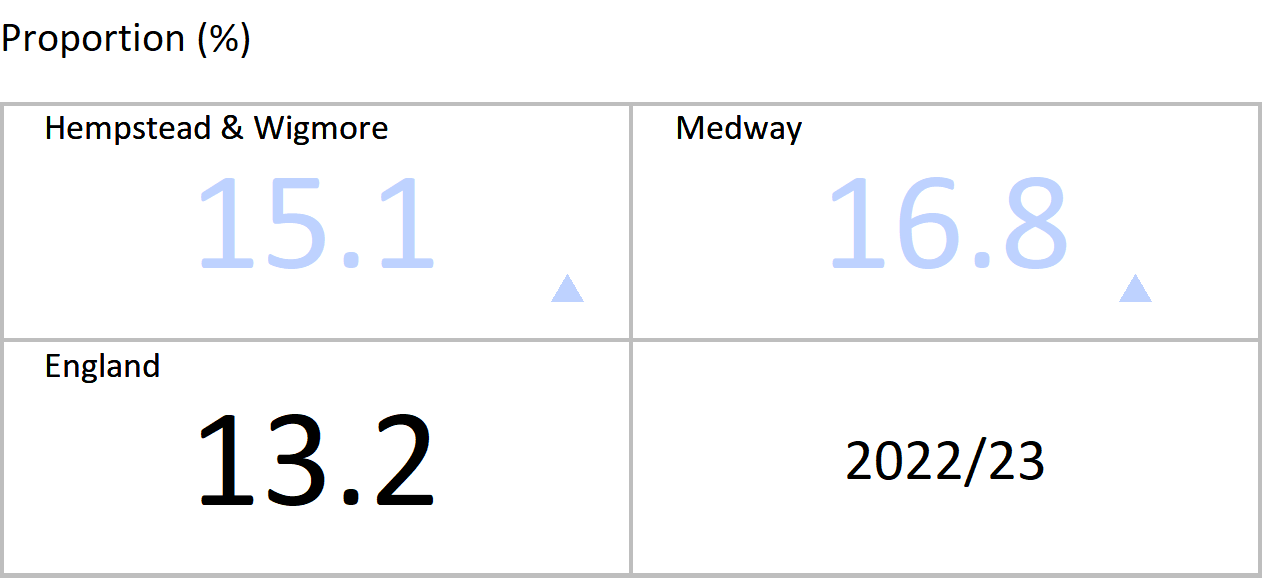 Proportion (%)
Hempstead & Wigmore
15.1
Medway
16.8
England
13.2
2022/23